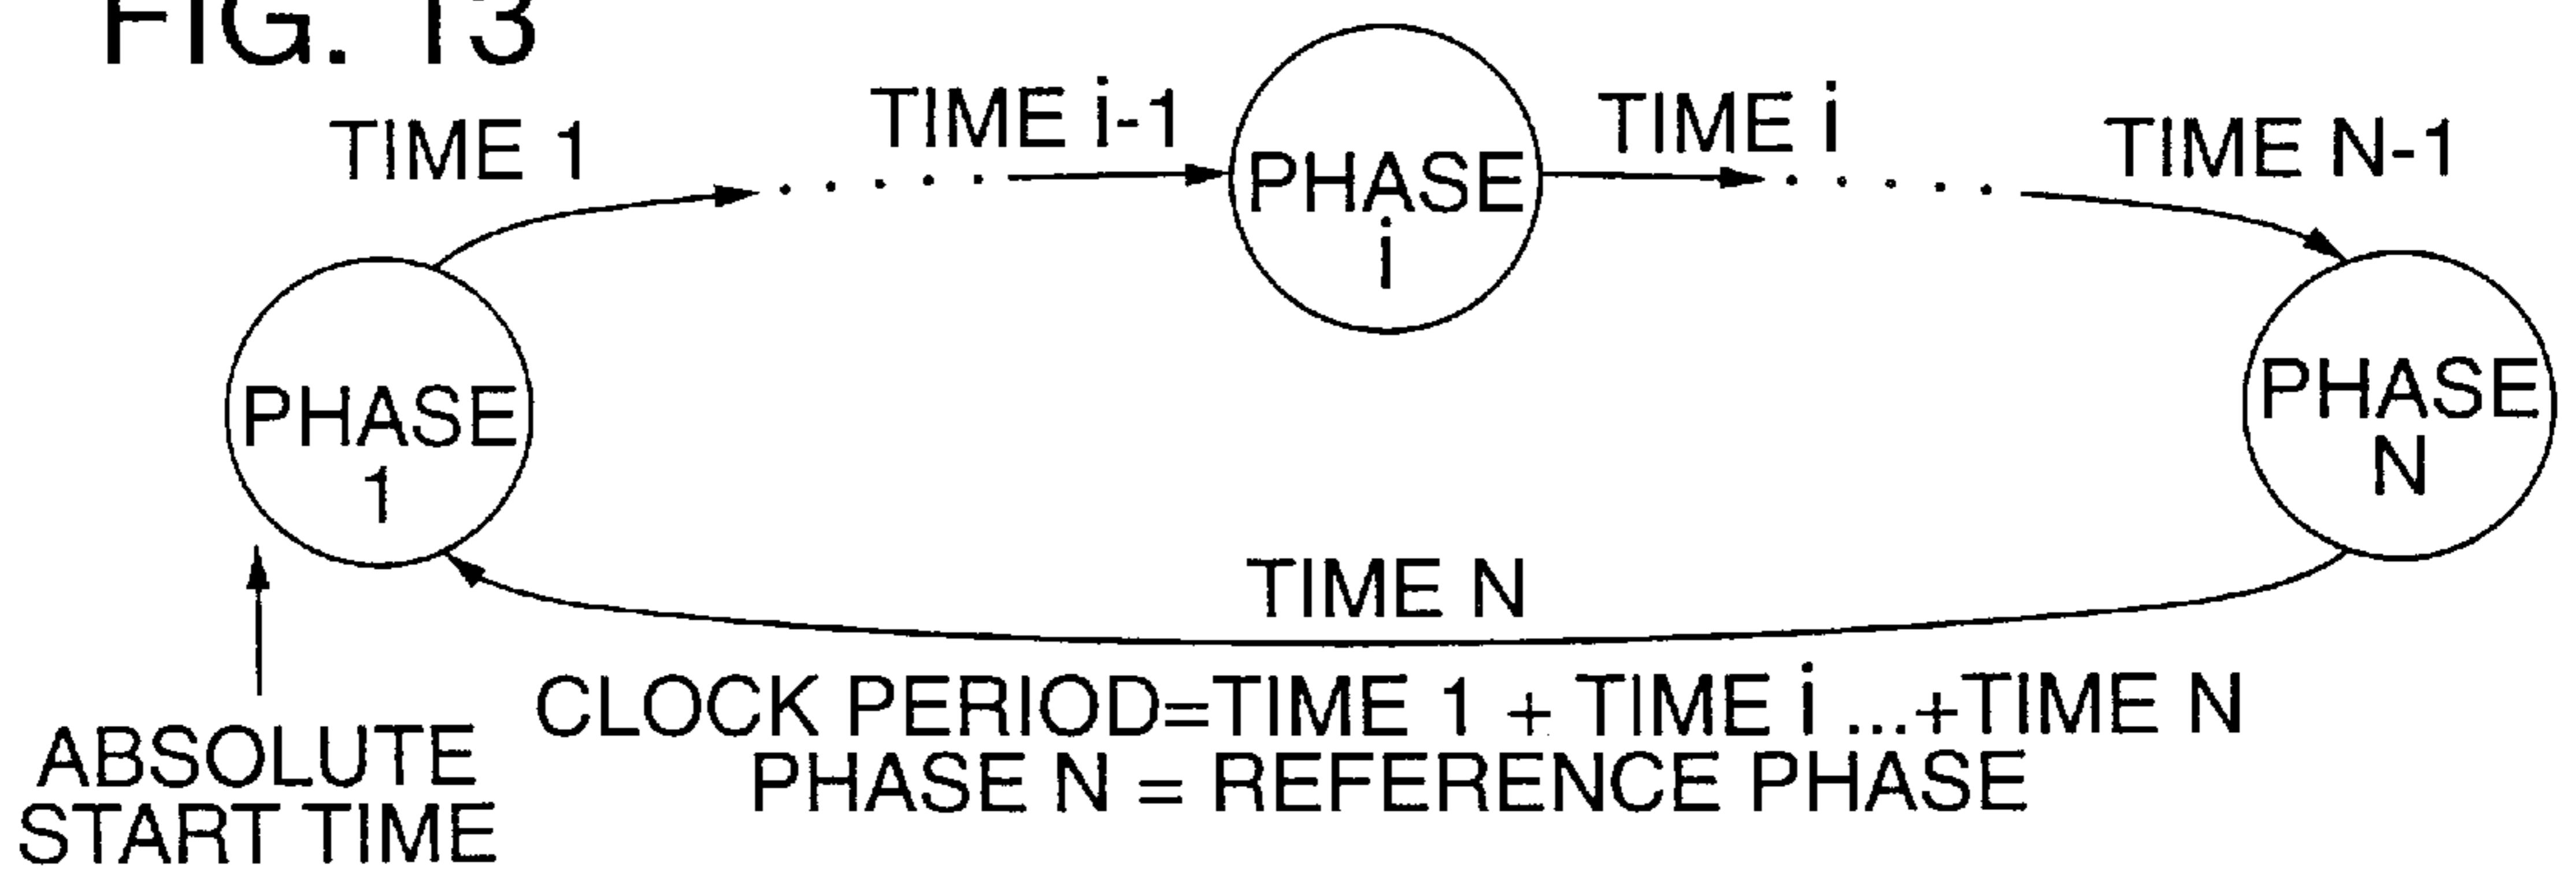 FIG. 13
TIME 1
TIME i-1
TIME i
TIME N-1
PHASE
i
PHASE
1
PHASE
N
TIME N
ABSOLUTE
START TIME
CLOCK PERIOD=TIME 1 + TIME i ...+TIME N
PHASE N = REFERENCE PHASE